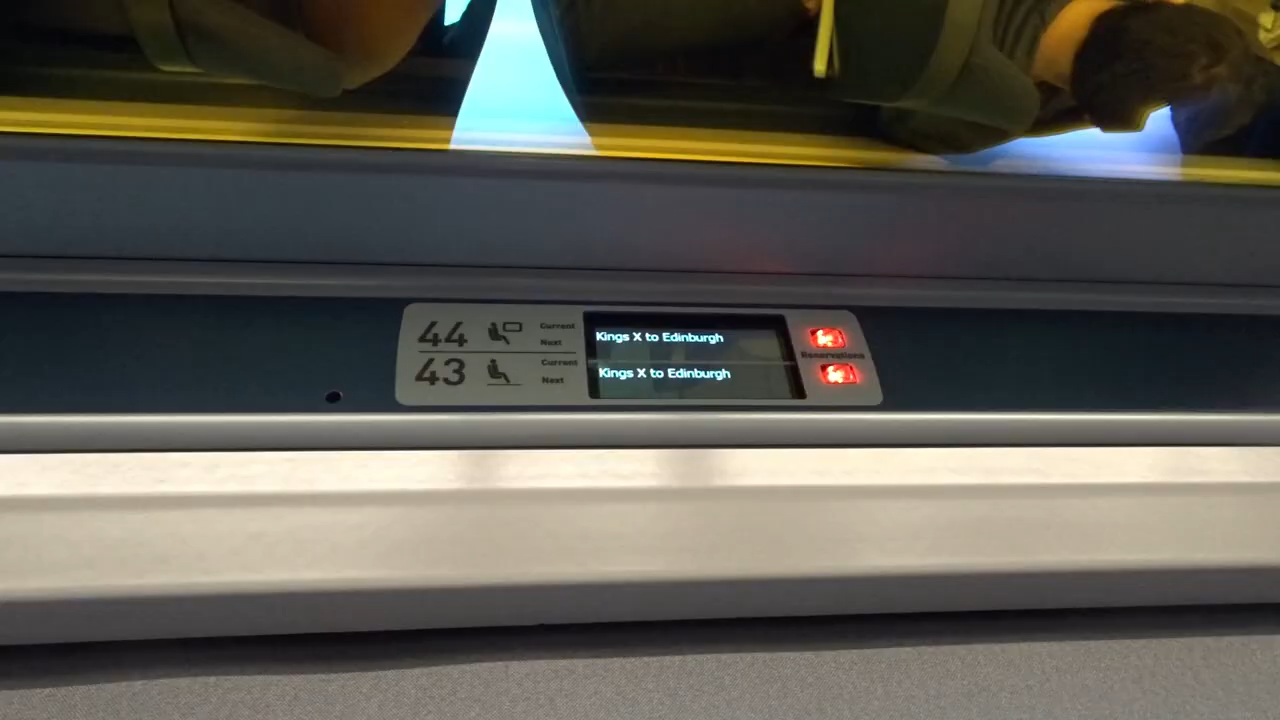 44 Current Kings X to Edinburgh
Next
Reservations
43 Current Kings X to Edinburgh
Next